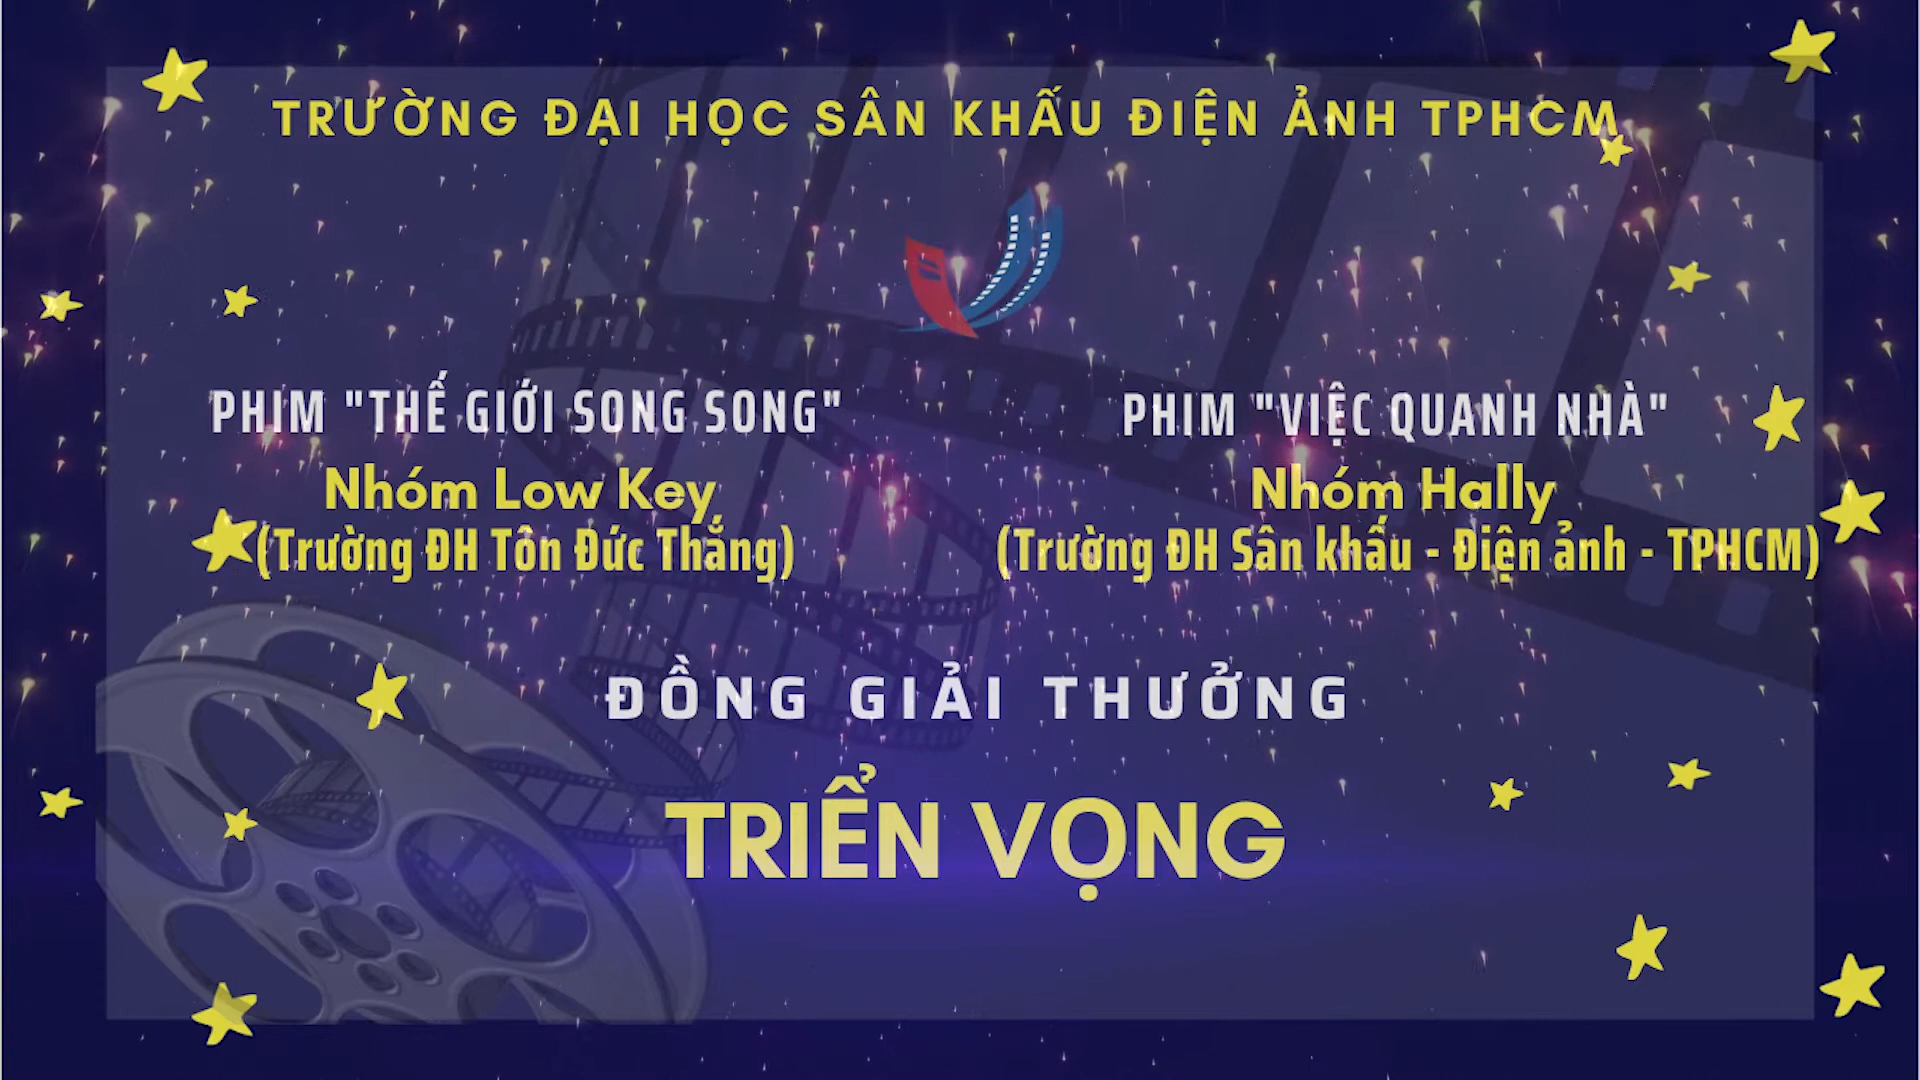 TRƯỜNG ĐẠI HỌC SÂN KHẤU ĐIỆN ẢNH TPHCM
PHIM "THẾ GIỚI SONG SONG"
Nhóm Low Key
(Trường ĐH Tôn Đức Thắng)
PHIM "VIỆC QUANH NHÀ"
Nhóm Hally
(Trường ĐH Sân khấu - Điện ảnh - TPHCM)
ĐỒNG GIẢI THƯỞNG
TRIỂN VỌNG